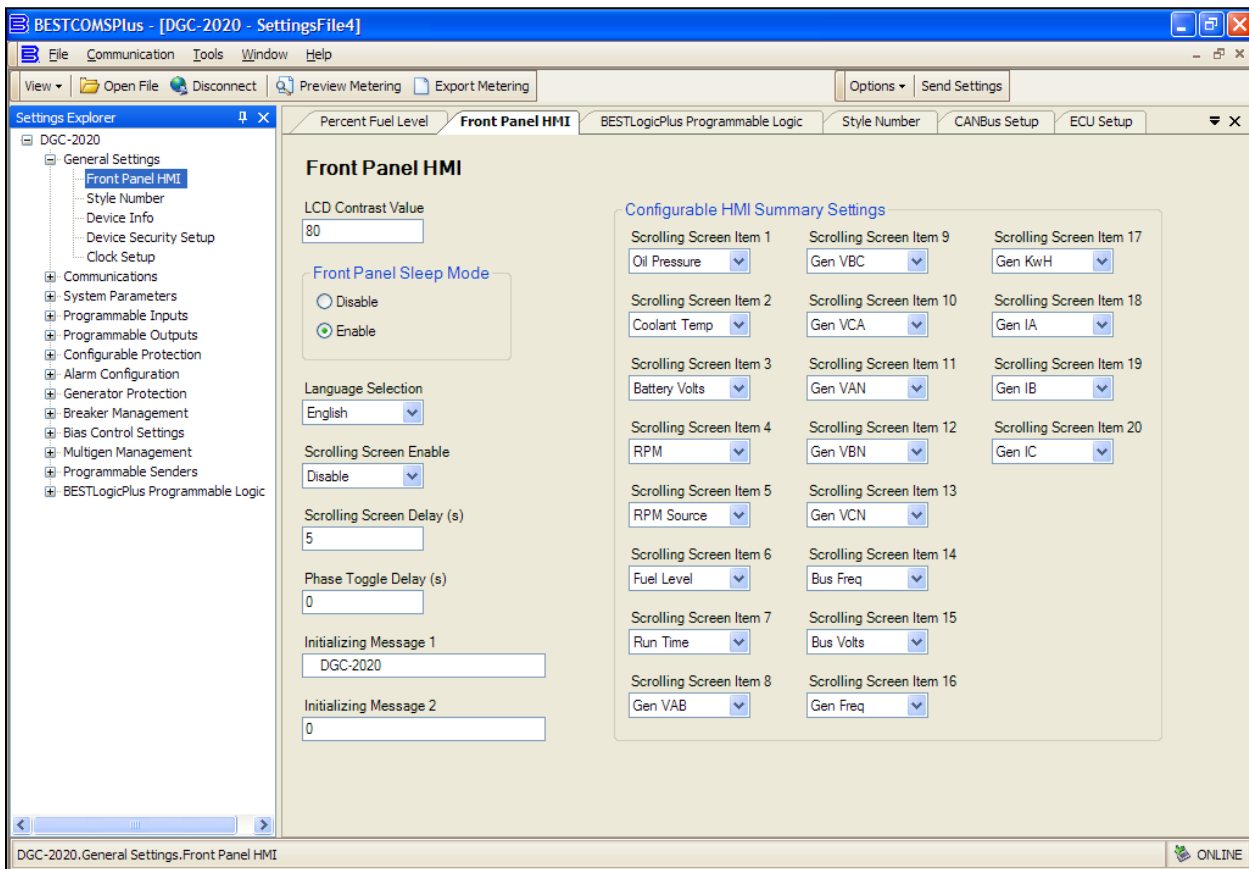 BESTCOMSPlus - [DGC-2020 - SettingsFile4]
File Communication Tools Window Help
View Open File Disconnect Preview Metering Export Metering Options Send Settings
Settings Explorer
DGC-2020
General Settings
Front Panel HMI
Style Number
Device Info
Device Security Setup
Clock Setup
Communications
System Parameters
Programmable Inputs
Programmable Outputs
Configurable Protection
Alarm Configuration
Generator Protection
Breaker Management
Bias Control Settings
Multigen Management
Programmable Senders
BESTLogicPlus Programmable Logic
Percent Fuel Level Front Panel HMI BESTLogicPlus Programmable Logic Style Number CANBus Setup ECU Setup
Front Panel HMI
LCD Contrast Value
80
Front Panel Sleep Mode
Disable
Enable
Language Selection
English
Scrolling Screen Enable
Disable
Scrolling Screen Delay (s)
5
Phase Toggle Delay (s)
0
Initializing Message 1
DGC-2020
Initializing Message 2
0
Configurable HMI Summary Settings
Scrolling Screen Item 1
Oil Pressure
Scrolling Screen Item 2
Coolant Temp
Scrolling Screen Item 3
Battery Volts
Scrolling Screen Item 4
RPM
Scrolling Screen Item 5
RPM Source
Scrolling Screen Item 6
Fuel Level
Scrolling Screen Item 7
Run Time
Scrolling Screen Item 8
Gen VAB
Scrolling Screen Item 9
Gen VBC
Scrolling Screen Item 10
Gen VCA
Scrolling Screen Item 11
Gen VAN
Scrolling Screen Item 12
Gen VBN
Scrolling Screen Item 13
Gen VCN
Scrolling Screen Item 14
Bus Freq
Scrolling Screen Item 15
Bus Volts
Scrolling Screen Item 16
Gen Freq
Scrolling Screen Item 17
Gen KwH
Scrolling Screen Item 18
Gen IA
Scrolling Screen Item 19
Gen IB
Scrolling Screen Item 20
Gen IC
DGC-2020.General Settings.Front Panel HMI
ONLINE